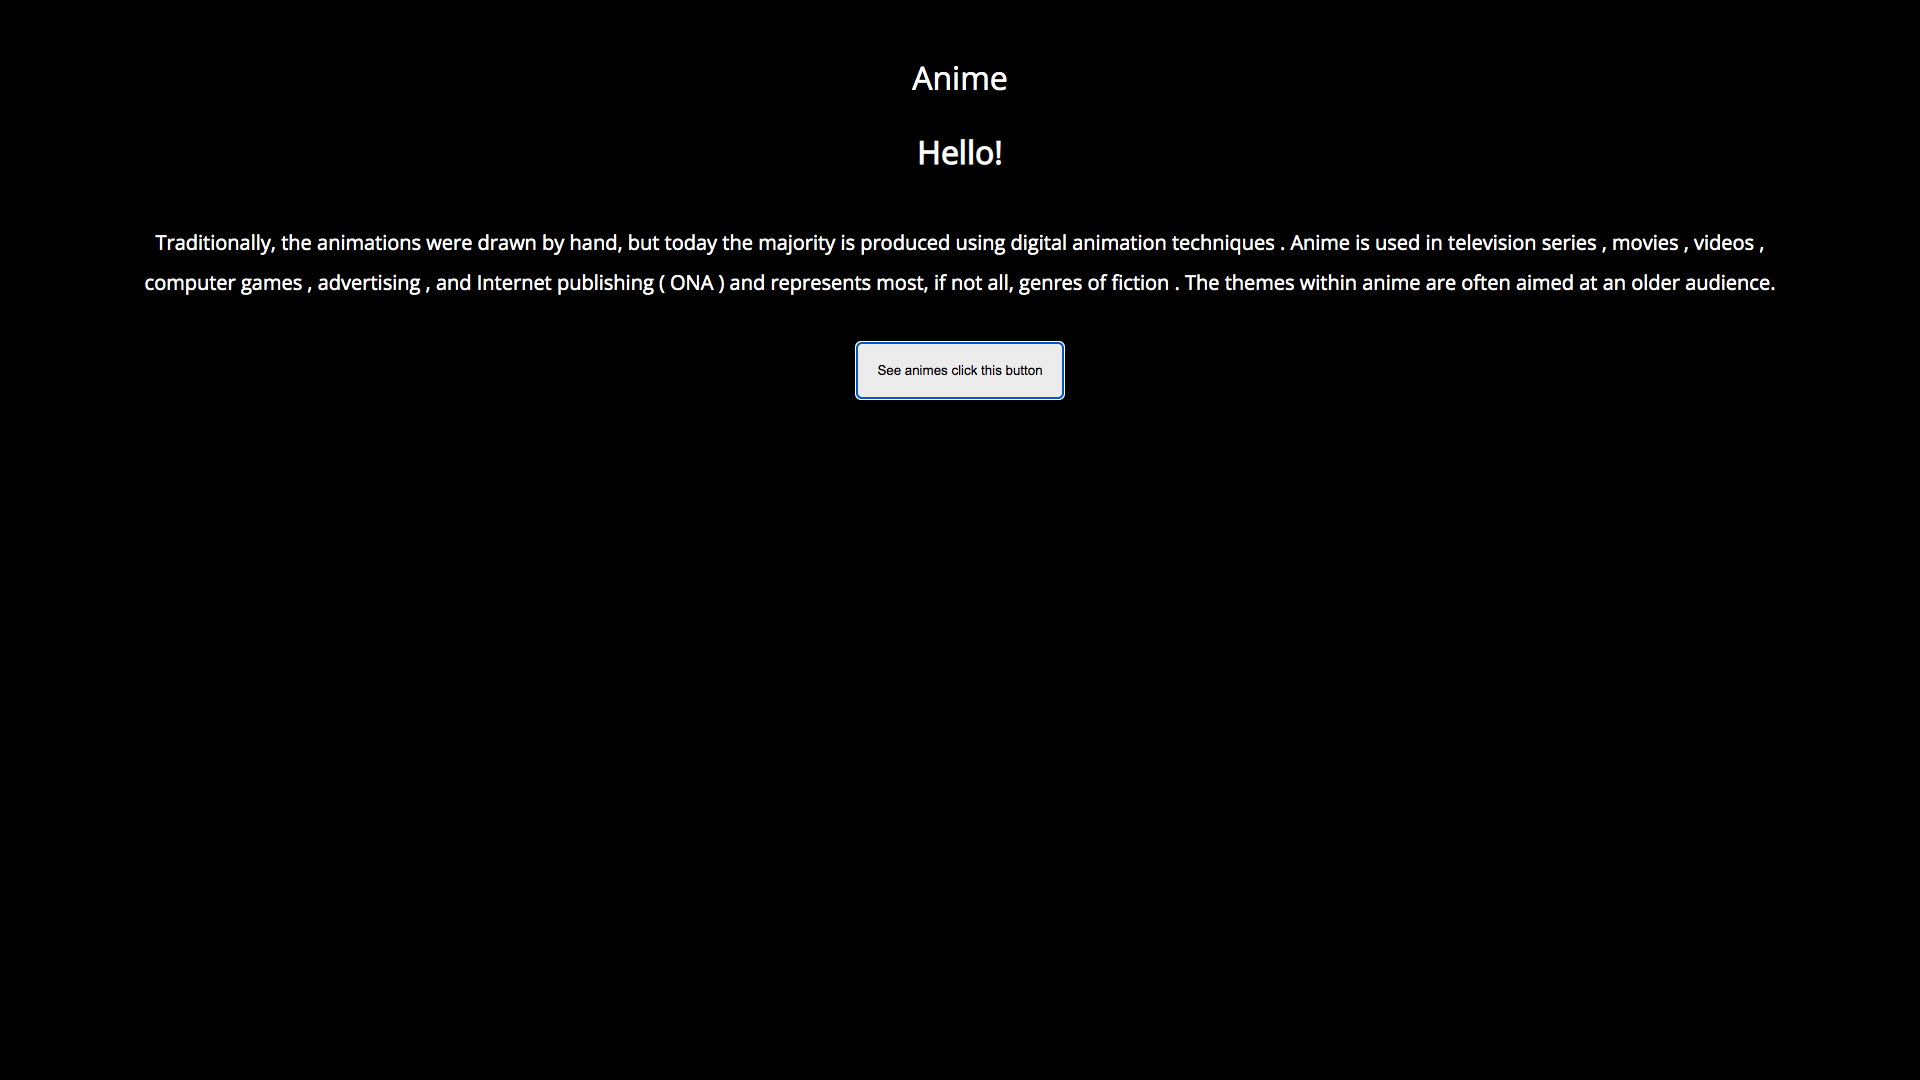 Anime
Hello!
Traditionally, the animations were drawn by hand, but today the majority is produced using digital animation techniques . Anime is used in television series , movies , videos ,
computer games , advertising , and Internet publishing ( ONA ) and represents most, if not all, genres of fiction . The themes within anime are often aimed at an older audience.
See animes click this button